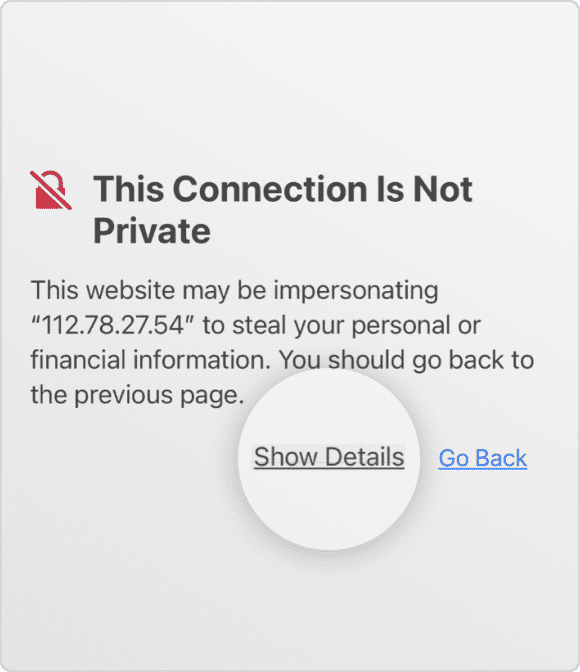 This Connection Is Not
Private
This website may be impersonating
“112.78.27.54” to steal your personal or
financial information. You should go back to
the previous page.
Show Details
Go Back